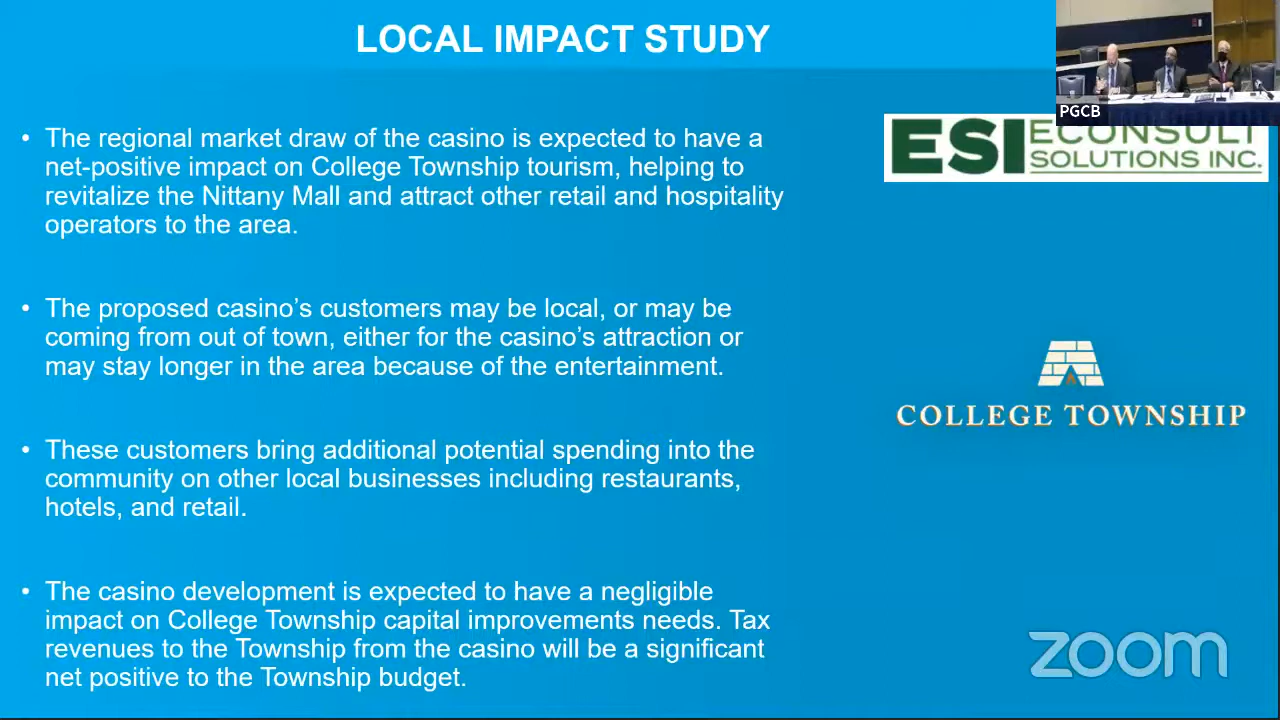 LOCAL IMPACT STUDY
PGCB
ESI ECONSULT
SOLUTIONS INC.
• The regional market draw of the casino is expected to have a
net-positive impact on College Township tourism, helping to
revitalize the Nittany Mall and attract other retail and hospitality
operators to the area.
• The proposed casino’s customers may be local, or may be
coming from out of town, either for the casino’s attraction or
may stay longer in the area because of the entertainment.
COLLEGE TOWNSHIP
• These customers bring additional potential spending into the
community on other local businesses including restaurants,
hotels, and retail.
• The casino development is expected to have a negligible
impact on College Township capital improvements needs. Tax
revenues to the Township from the casino will be a significant
net positive to the Township budget.
zoom